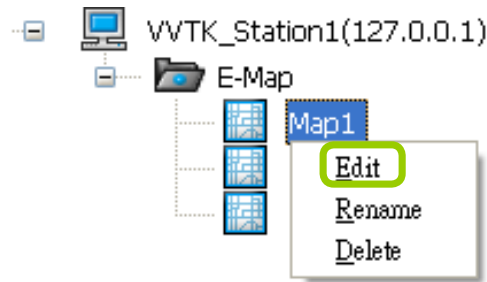 VVTK_Station1(127.0.0.1)
E-Map
Map1
Edit
Rename
Delete